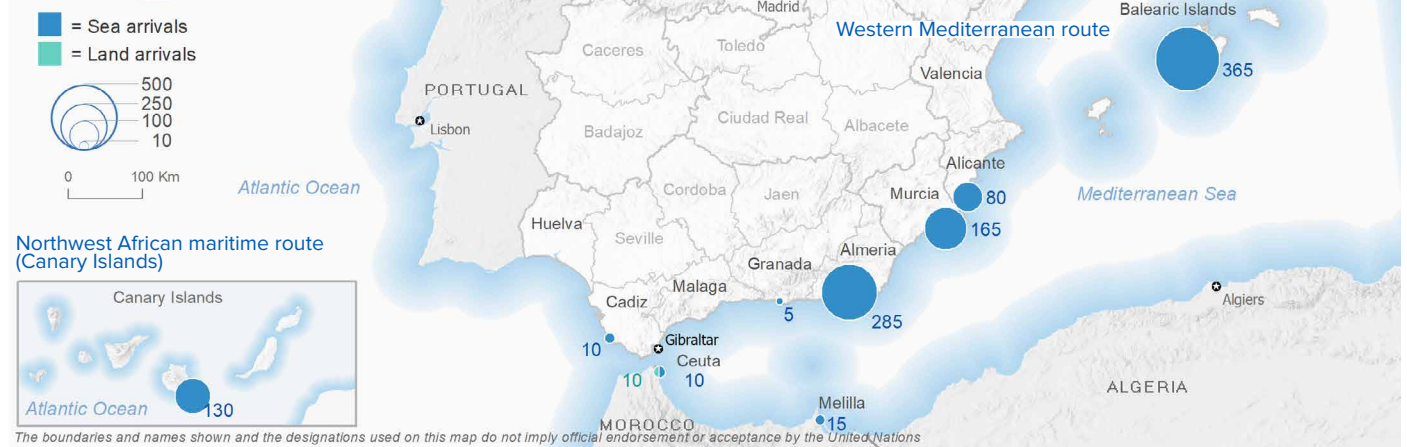 = Sea arrivals
= Land arrivals
500
250
100
10
0 100 Km
Madrid
Western Mediterranean route
Balearic Islands
365
Caceres
Toledo
Valencia
PORTUGAL
Lisbon
Badajoz
Ciudad Real
Albacete
Alicante
80
Atlantic Ocean
Cordoba
Jaen
Murcia
165
Mediterranean Sea
Huelva
Seville
Almeria
285
Granada
5
Malaga
Cadiz
10
Gibraltar
Ceuta
10 10
Melilla
15
MOROCCO
Algiers
ALGERIA
Northwest African maritime route
(Canary Islands)
Canary Islands
Atlantic Ocean
130
The boundaries and names shown and the designations used on this map do not imply official endorsement or acceptance by the United Nations